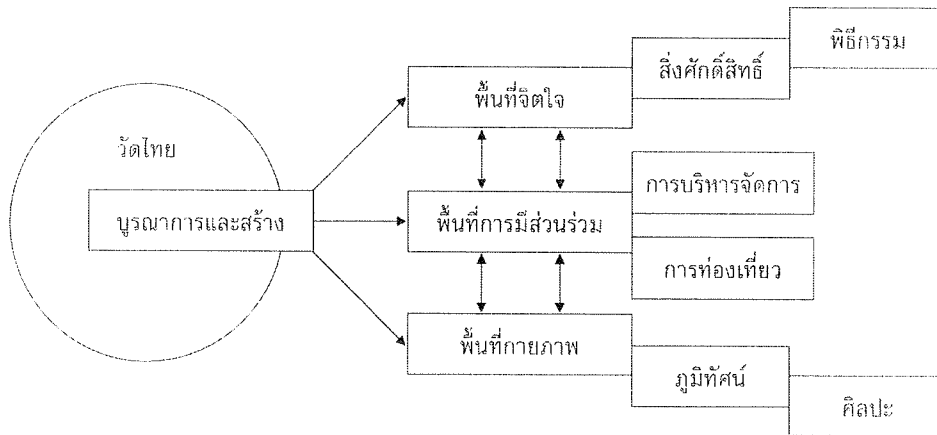 พิธีกรรม
สิ่งศักดิ์สิทธิ์
พื้นที่จิตใจ
วัดไทย
การบริหารจัดการ
บูรณาการและสร้าง
พื้นที่การมีส่วนร่วม
การท่องเที่ยว
พื้นที่กายภาพ
ภูมิทัศน์
ศิลปะ